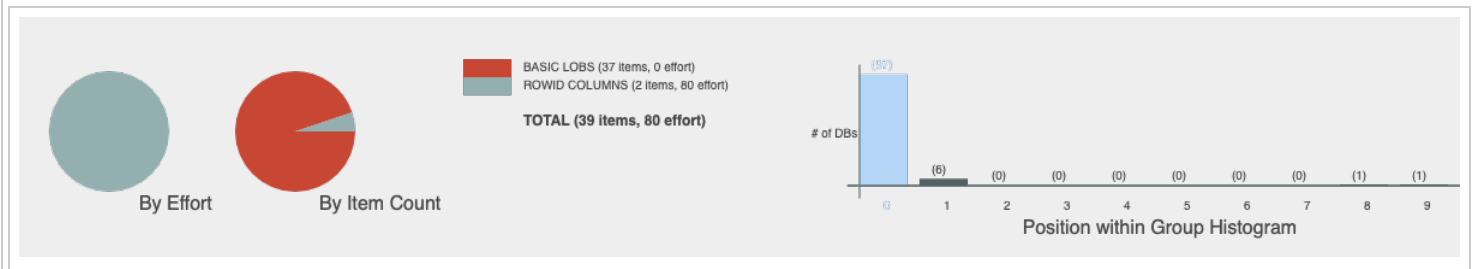 By Effort
By Item Count
BASIC LOBS (37 items, 0 effort)
ROWID COLUMNS (2 items, 80 effort)
TOTAL (39 items, 80 effort)
# of DBs
(97)
(6)
(0)
(0)
(0)
(0)
(0)
(0)
(1)
(1)
0
1
2
3
4
5
6
7
8
9
Position within Group Histogram